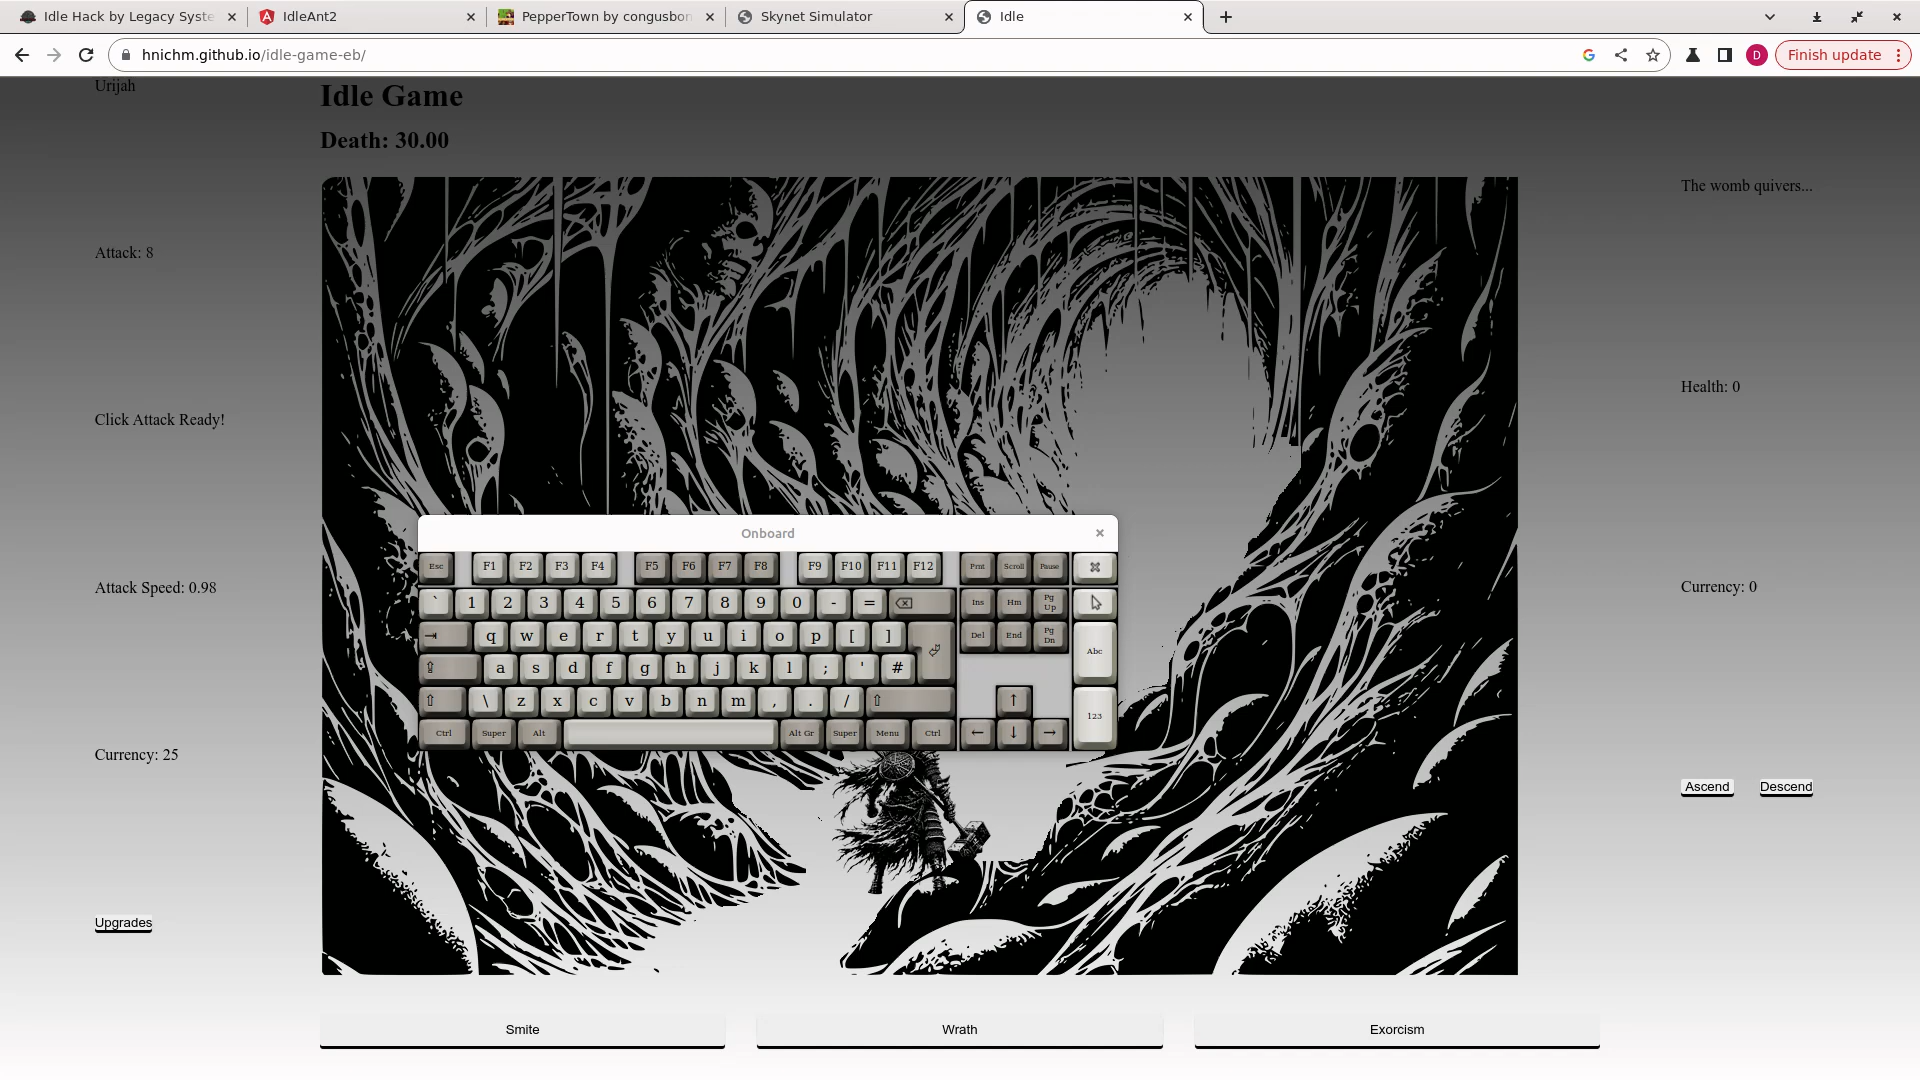 Idle Hack by Legacy Syste
IdleAnt2
PepperTown by congusbon
Skynet Simulator
Idle
hnichm.github.io/idle-game-eb/
D
Finish update
Urijah
Idle Game
Death: 30.00
The womb quivers...
Attack: 8
Health: 0
Click Attack Ready!
Attack Speed: 0.98
Currency: 0
Currency: 25
Ascend Descend
Upgrades
Onboard
Esc F1 F2 F3 F4 F5 F6 F7 F8 F9 F10 F11 F12 Prnt Scroll Pause
` 1 2 3 4 5 6 7 8 9 0 - = Ins Hm Pg Up
q w e r t y u i o p [ ] Del End Pg Dn Abc
a s d f g h j k l ; ' #
\ z x c v b n m , . / 123
Ctrl Super Alt Alt Gr Super Menu Ctrl
Smite Wrath Exorcism